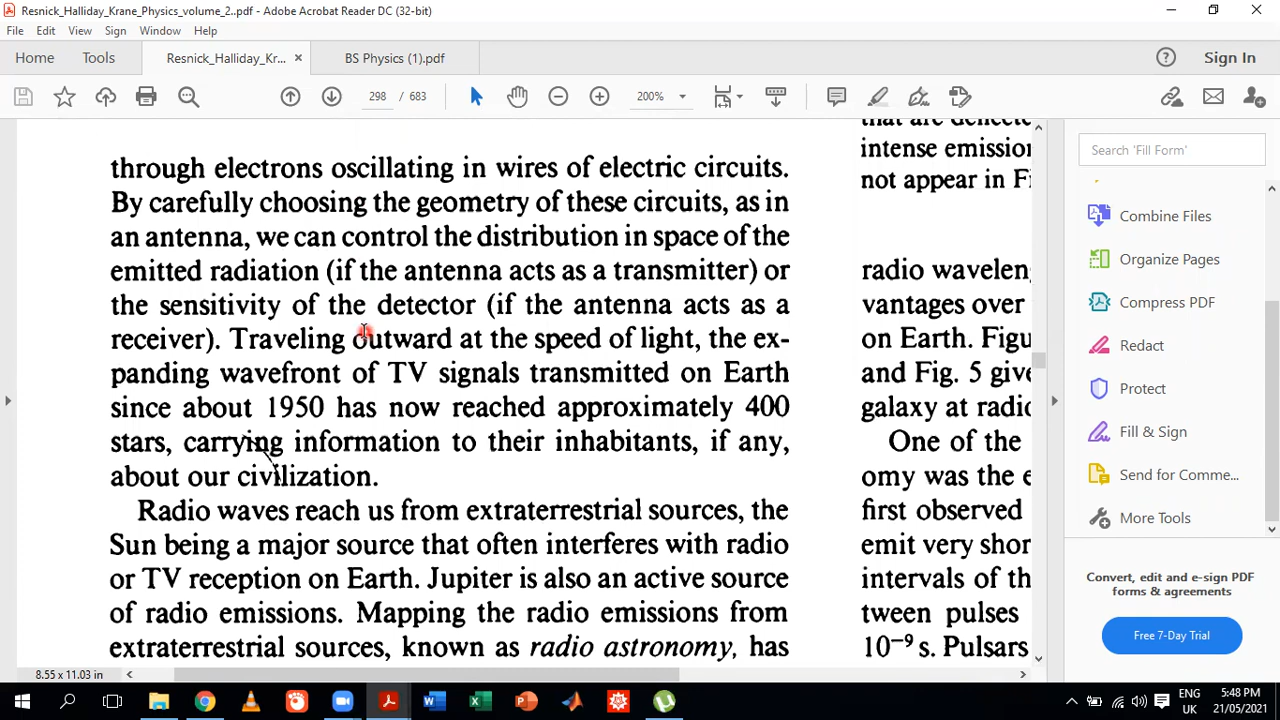 Resnick_Halliday_Krane_Physics_volume_2..pdf - Adobe Acrobat Reader DC (32-bit)
File Edit View Sign Window Help
Home Tools Resnick_Halliday_Kr... × BS Physics (1).pdf Sign In
298 / 683 200%
through electrons oscillating in wires of electric circuits.
By carefully choosing the geometry of these circuits, as in
an antenna, we can control the distribution in space of the
emitted radiation (if the antenna acts as a transmitter) or
the sensitivity of the detector (if the antenna acts as a
receiver). Traveling outward at the speed of light, the ex-
panding wavefront of TV signals transmitted on Earth
since about 1950 has now reached approximately 400
stars, carrying information to their inhabitants, if any,
about our civilization.
Radio waves reach us from extraterrestrial sources, the
Sun being a major source that often interferes with radio
or TV reception on Earth. Jupiter is also an active source
of radio emissions. Mapping the radio emissions from
extraterrestrial sources, known as radio astronomy, has
that are
intense emission
not appear in Fi
radio waveleng
vantages over
on Earth. Figu
and Fig. 5 give
galaxy at radio
One of the
omy was the e
first observed
emit very shor
intervals of th
tween pulses
10⁻⁹ s. Pulsars
Search 'Fill Form'
Combine Files
Organize Pages
Compress PDF
Redact
Protect
Fill & Sign
Send for Comme...
More Tools
Convert, edit and e-sign PDF
forms & agreements
Free 7-Day Trial
8.55 x 11.03 in
ENG
UK
5:48 PM
21/05/2021